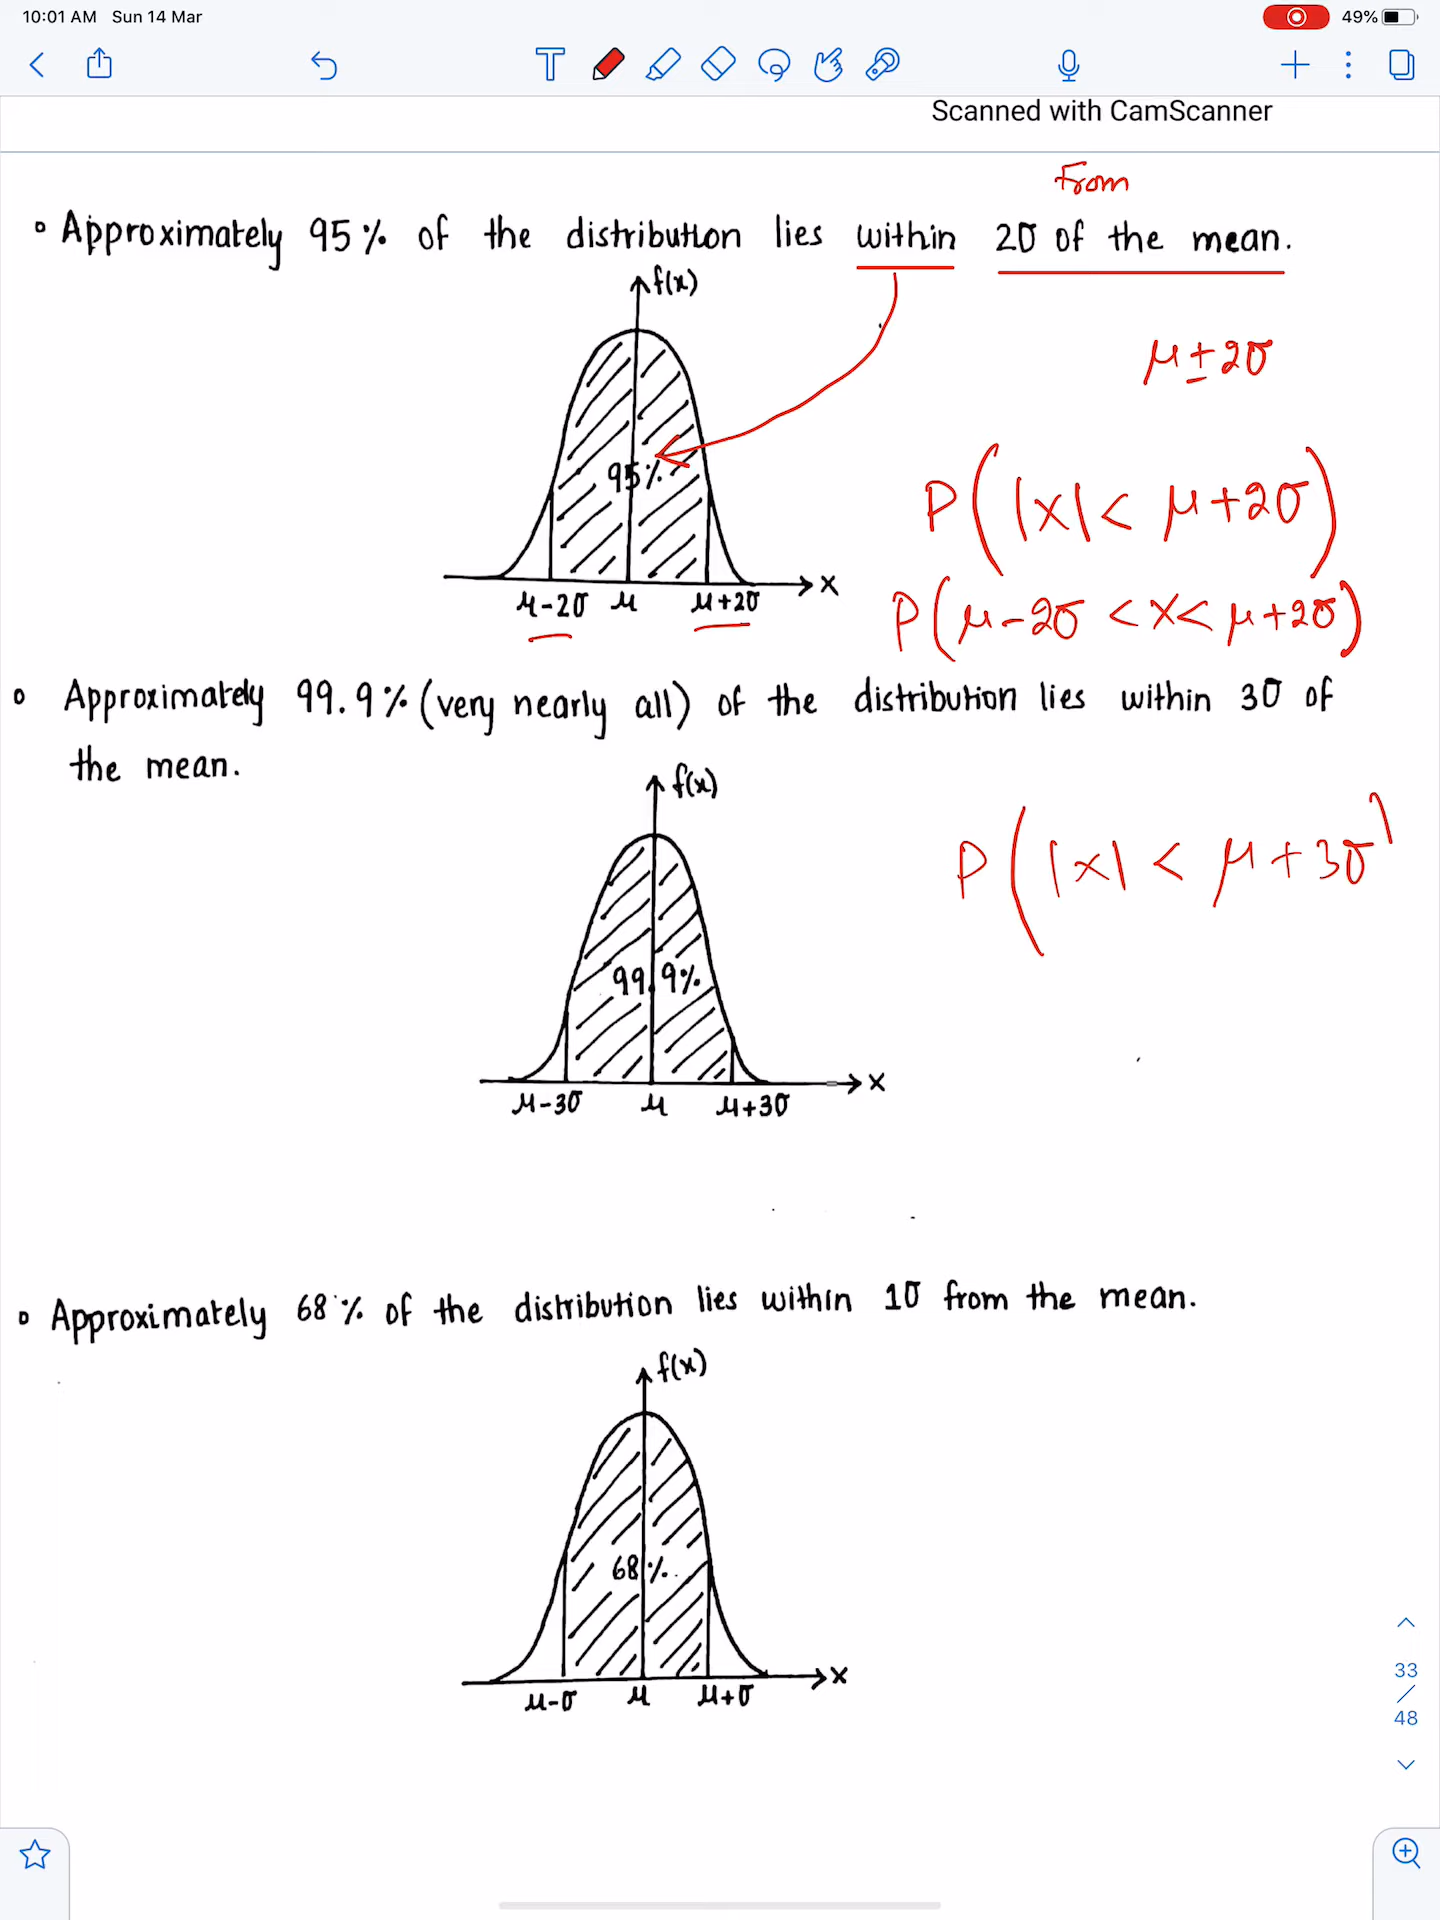 10:01 AM Sun 14 Mar
49%
T
Scanned with CamScanner
From
Approximately 95% of the distribution lies within 2σ of the mean.
f(x)
μ±2σ
95%
P(|x|< μ+2σ)
μ-2σ μ μ+2σ x
P(μ-2σ <x< μ+2σ)
Approximately 99.9% (very nearly all) of the distribution lies within 3σ of
the mean.
f(x)
P(|x| < μ+3σ)
99.9%
μ-3σ μ μ+3σ x
Approximately 68% of the distribution lies within 1σ from the mean.
f(x)
68%
μ-σ μ μ+σ x
33
/
48